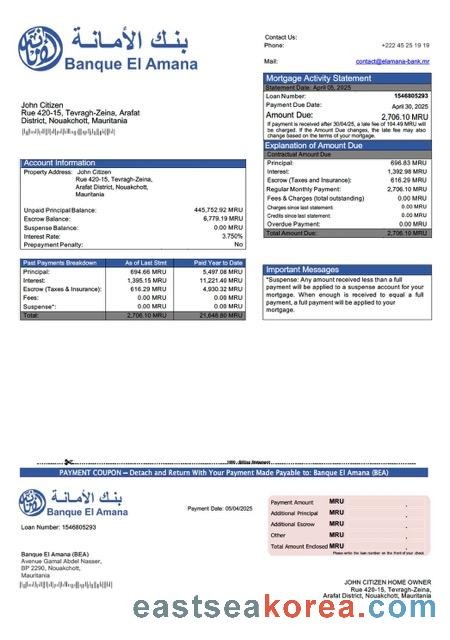 بنك الأمانة
Banque El Amana
Contact Us:
Phone: +222 45 25 19 19
Mail: contact@elamana-bank.mr
Mortgage Activity Statement
Statement Date: April 05, 2025
Loan Number: 1546805293
Payment Due Date: April 30, 2025
Amount Due: 2,706.10 MRU
If payment is received after 30/04/25, a late fee of 164.49 MRU will
be charged. If the Amount Due changes, the late fee may also
change based on the terms of your mortgage.
John Citizen
Rue 420-15, Tevragh-Zeina, Arafat
District, Nouakchott, Mauritania
Explanation of Amount Due
Contractual Amount Due
Principal: 696.83 MRU
Interest: 1,392.98 MRU
Escrow (Taxes and Insurance): 616.29 MRU
Regular Monthly Payment: 2,706.10 MRU
Fees & Charges (total outstanding) 0.00 MRU
Charges since last statement: 0.00 MRU
Credits since last statement: 0.00 MRU
Overdue Payment: 0.00 MRU
Total Amount Due: 2,706.10 MRU
Account Information
Property Address: John Citizen
Rue 420-15, Tevragh-Zeina,
Arafat District, Nouakchott,
Mauritania
Unpaid Principal Balance: 445,752.92 MRU
Escrow Balance: 6,779.19 MRU
Suspense Balance: 0.00 MRU
Interest Rate: 3.750%
Prepayment Penalty: No
Past Payments Breakdown As of Last Stmt Paid Year to Date
Principal: 694.66 MRU 5,497.08 MRU
Interest: 1,395.15 MRU 11,221.40 MRU
Escrow (Taxes & Insurance): 616.29 MRU 4,930.32 MRU
Fees: 0.00 MRU 0.00 MRU
Suspense*: 0.00 MRU 0.00 MRU
Total: 2,706.10 MRU 21,648.80 MRU
Important Messages
*Suspense: Any amount received less than a full
payment will be applied to a suspense account for your
mortgage. When enough is received to equal a full
payment, a full payment will be applied to your
mortgage.
Billing Statement
PAYMENT COUPON – Detach and Return With Your Payment Made Payable to: Banque El Amana (BEA)
بنك الأمانة
Banque El Amana
Loan Number: 1546805293
Payment Date: 05/04/2025
Payment Amount MRU .
Additional Principal MRU .
Additional Escrow MRU .
Other MRU .
Total Amount Enclosed MRU .
Please write the loan number on the front of your check.
Banque El Amana (BEA)
Avenue Gamal Abdel Nasser,
BP 2290, Nouakchott,
Mauritania
JOHN CITIZEN HOME OWNER
Rue 420-15, Tevragh-Zeina,
Arafat District, Nouakchott, Mauritania
eastseakorea.com